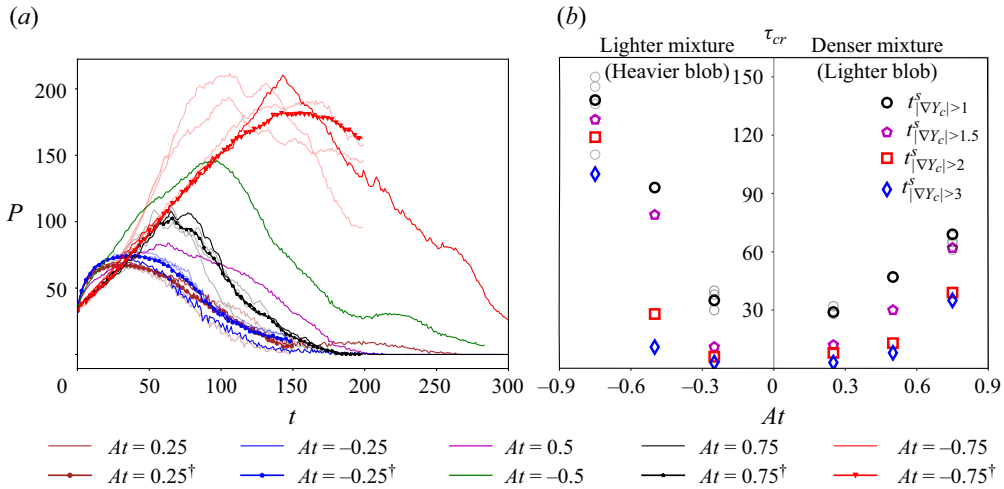 (a)
(b)
P
200
150
100
50
0
50
100
150
200
250
300
t
τcr
Lighter mixture
(Heavier blob)
Denser mixture
(Lighter blob)
150
120
90
60
30
t^s_|∇Yc|>1
t^s_|∇Yc|>1.5
t^s_|∇Yc|>2
t^s_|∇Yc|>3
–0.9
–0.6
–0.3
0
0.3
0.6
0.9
At
At = 0.25
At = –0.25
At = 0.5
At = 0.75
At = –0.75
At = 0.25†
At = –0.25†
At = –0.5
At = 0.75†
At = –0.75†